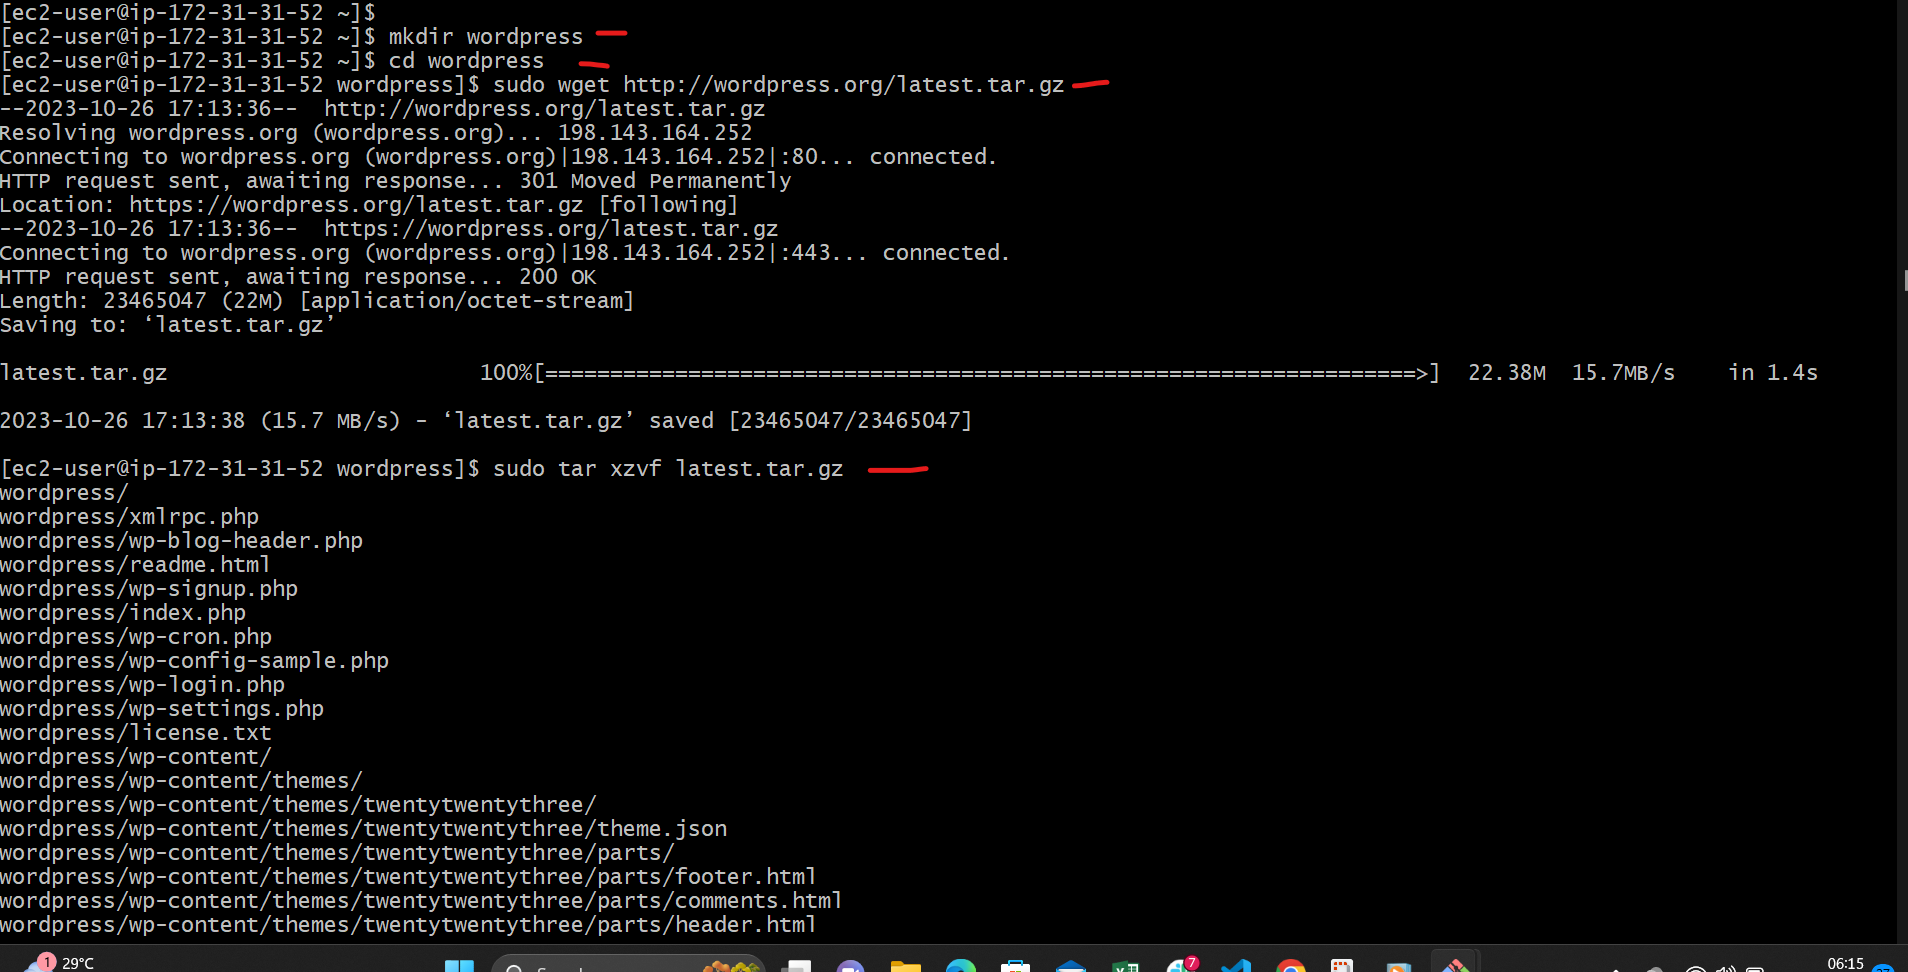 [ec2-user@ip-172-31-31-52 ~]$
[ec2-user@ip-172-31-31-52 ~]$ mkdir wordpress
[ec2-user@ip-172-31-31-52 ~]$ cd wordpress
[ec2-user@ip-172-31-31-52 wordpress]$ sudo wget http://wordpress.org/latest.tar.gz
--2023-10-26 17:13:36--  http://wordpress.org/latest.tar.gz
Resolving wordpress.org (wordpress.org)... 198.143.164.252
Connecting to wordpress.org (wordpress.org)|198.143.164.252|:80... connected.
HTTP request sent, awaiting response... 301 Moved Permanently
Location: https://wordpress.org/latest.tar.gz [following]
--2023-10-26 17:13:36--  https://wordpress.org/latest.tar.gz
Connecting to wordpress.org (wordpress.org)|198.143.164.252|:443... connected.
HTTP request sent, awaiting response... 200 OK
Length: 23465047 (22M) [application/octet-stream]
Saving to: ‘latest.tar.gz’
latest.tar.gz 100%[===================================================================>] 22.38M 15.7MB/s in 1.4s
2023-10-26 17:13:38 (15.7 MB/s) - ‘latest.tar.gz’ saved [23465047/23465047]
[ec2-user@ip-172-31-31-52 wordpress]$ sudo tar xzvf latest.tar.gz
wordpress/
wordpress/xmlrpc.php
wordpress/wp-blog-header.php
wordpress/readme.html
wordpress/wp-signup.php
wordpress/index.php
wordpress/wp-cron.php
wordpress/wp-config-sample.php
wordpress/wp-login.php
wordpress/wp-settings.php
wordpress/license.txt
wordpress/wp-content/
wordpress/wp-content/themes/
wordpress/wp-content/themes/twentytwentythree/
wordpress/wp-content/themes/twentytwentythree/theme.json
wordpress/wp-content/themes/twentytwentythree/parts/
wordpress/wp-content/themes/twentytwentythree/parts/footer.html
wordpress/wp-content/themes/twentytwentythree/parts/comments.html
wordpress/wp-content/themes/twentytwentythree/parts/header.html
1 29°C 7 06:15